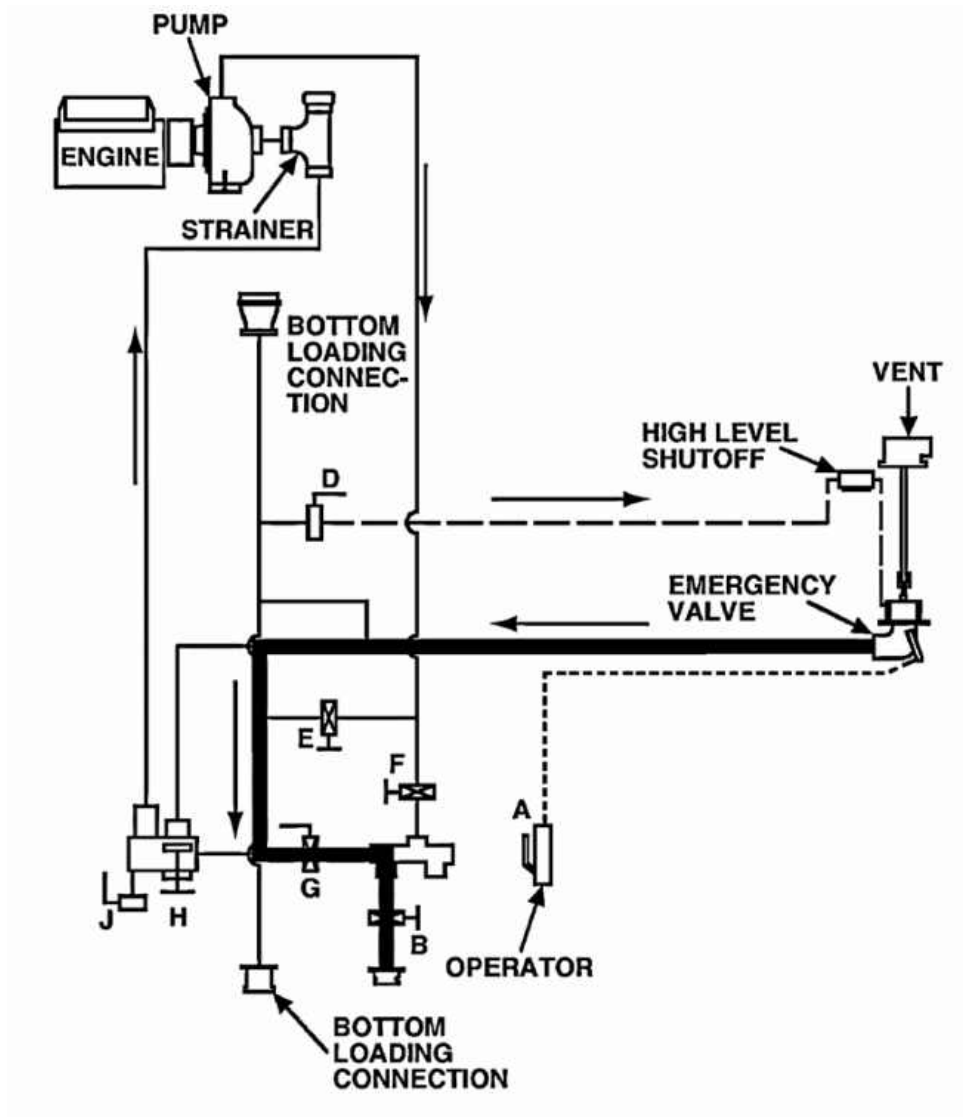 PUMP
ENGINE
STRAINER
BOTTOM
LOADING
CONNEC-
TION
VENT
HIGH LEVEL
SHUTOFF
D
EMERGENCY
VALVE
E
F
A
G
J
H
B
OPERATOR
BOTTOM
LOADING
CONNECTION